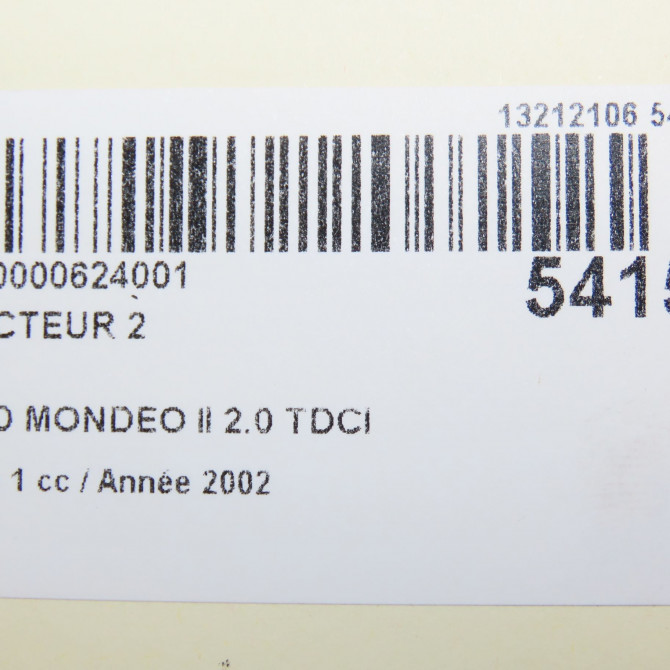 13212106 54
0000624001
5415
CTEUR 2
O MONDEO II 2.0 TDCI
1 cc / Année 2002